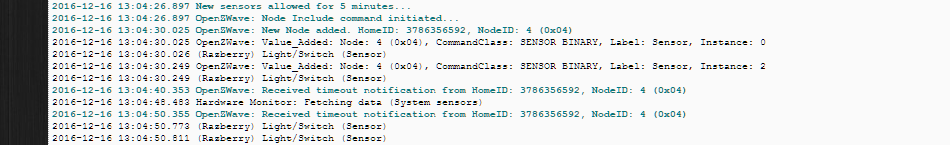 2016-12-16 13:04:26.897 New sensors allowed for 5 minutes...
2016-12-16 13:04:26.897 OpenZWave: Node Include command initiated...
2016-12-16 13:04:30.025 OpenZWave: New Node added. HomeID: 3786356592, NodeID: 4 (0x04)
2016-12-16 13:04:30.025 OpenZWave: Value_Added: Node: 4 (0x04), CommandClass: SENSOR BINARY, Label: Sensor, Instance: 0
2016-12-16 13:04:30.026 (Razberry) Light/Switch (Sensor)
2016-12-16 13:04:30.249 OpenZWave: Value_Added: Node: 4 (0x04), CommandClass: SENSOR BINARY, Label: Sensor, Instance: 2
2016-12-16 13:04:30.249 (Razberry) Light/Switch (Sensor)
2016-12-16 13:04:40.353 OpenZWave: Received timeout notification from HomeID: 3786356592, NodeID: 4 (0x04)
2016-12-16 13:04:48.483 Hardware Monitor: Fetching data (System sensors)
2016-12-16 13:04:50.355 OpenZWave: Received timeout notification from HomeID: 3786356592, NodeID: 4 (0x04)
2016-12-16 13:04:50.773 (Razberry) Light/Switch (Sensor)
2016-12-16 13:04:50.811 (Razberry) Light/Switch (Sensor)